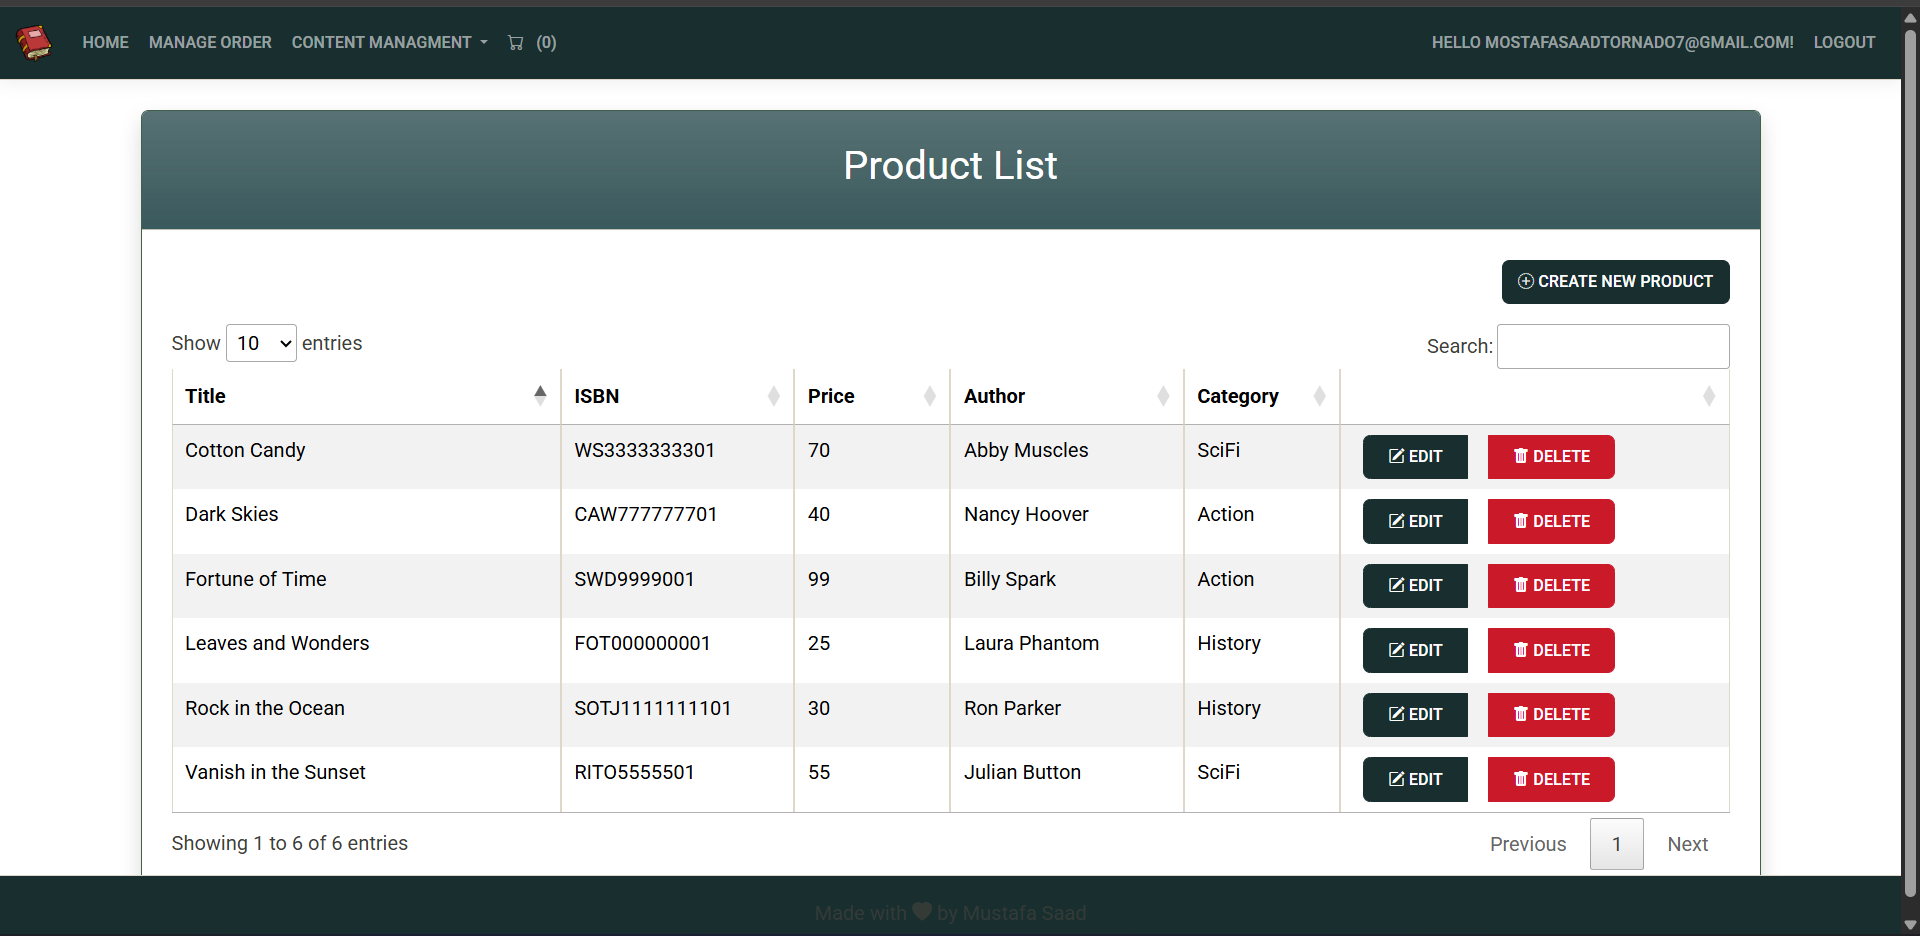 HOME MANAGE ORDER CONTENT MANAGMENT (0) HELLO MOSTAFASAADTORNADO7@GMAIL.COM! LOGOUT
Product List
CREATE NEW PRODUCT
Show 10 entries Search:
Title ISBN Price Author Category
Cotton Candy WS3333333301 70 Abby Muscles SciFi EDIT DELETE
Dark Skies CAW777777701 40 Nancy Hoover Action EDIT DELETE
Fortune of Time SWD9999001 99 Billy Spark Action EDIT DELETE
Leaves and Wonders FOT000000001 25 Laura Phantom History EDIT DELETE
Rock in the Ocean SOTJ1111111101 30 Ron Parker History EDIT DELETE
Vanish in the Sunset RITO5555501 55 Julian Button SciFi EDIT DELETE
Showing 1 to 6 of 6 entries Previous 1 Next
Made with by Mustafa Saad